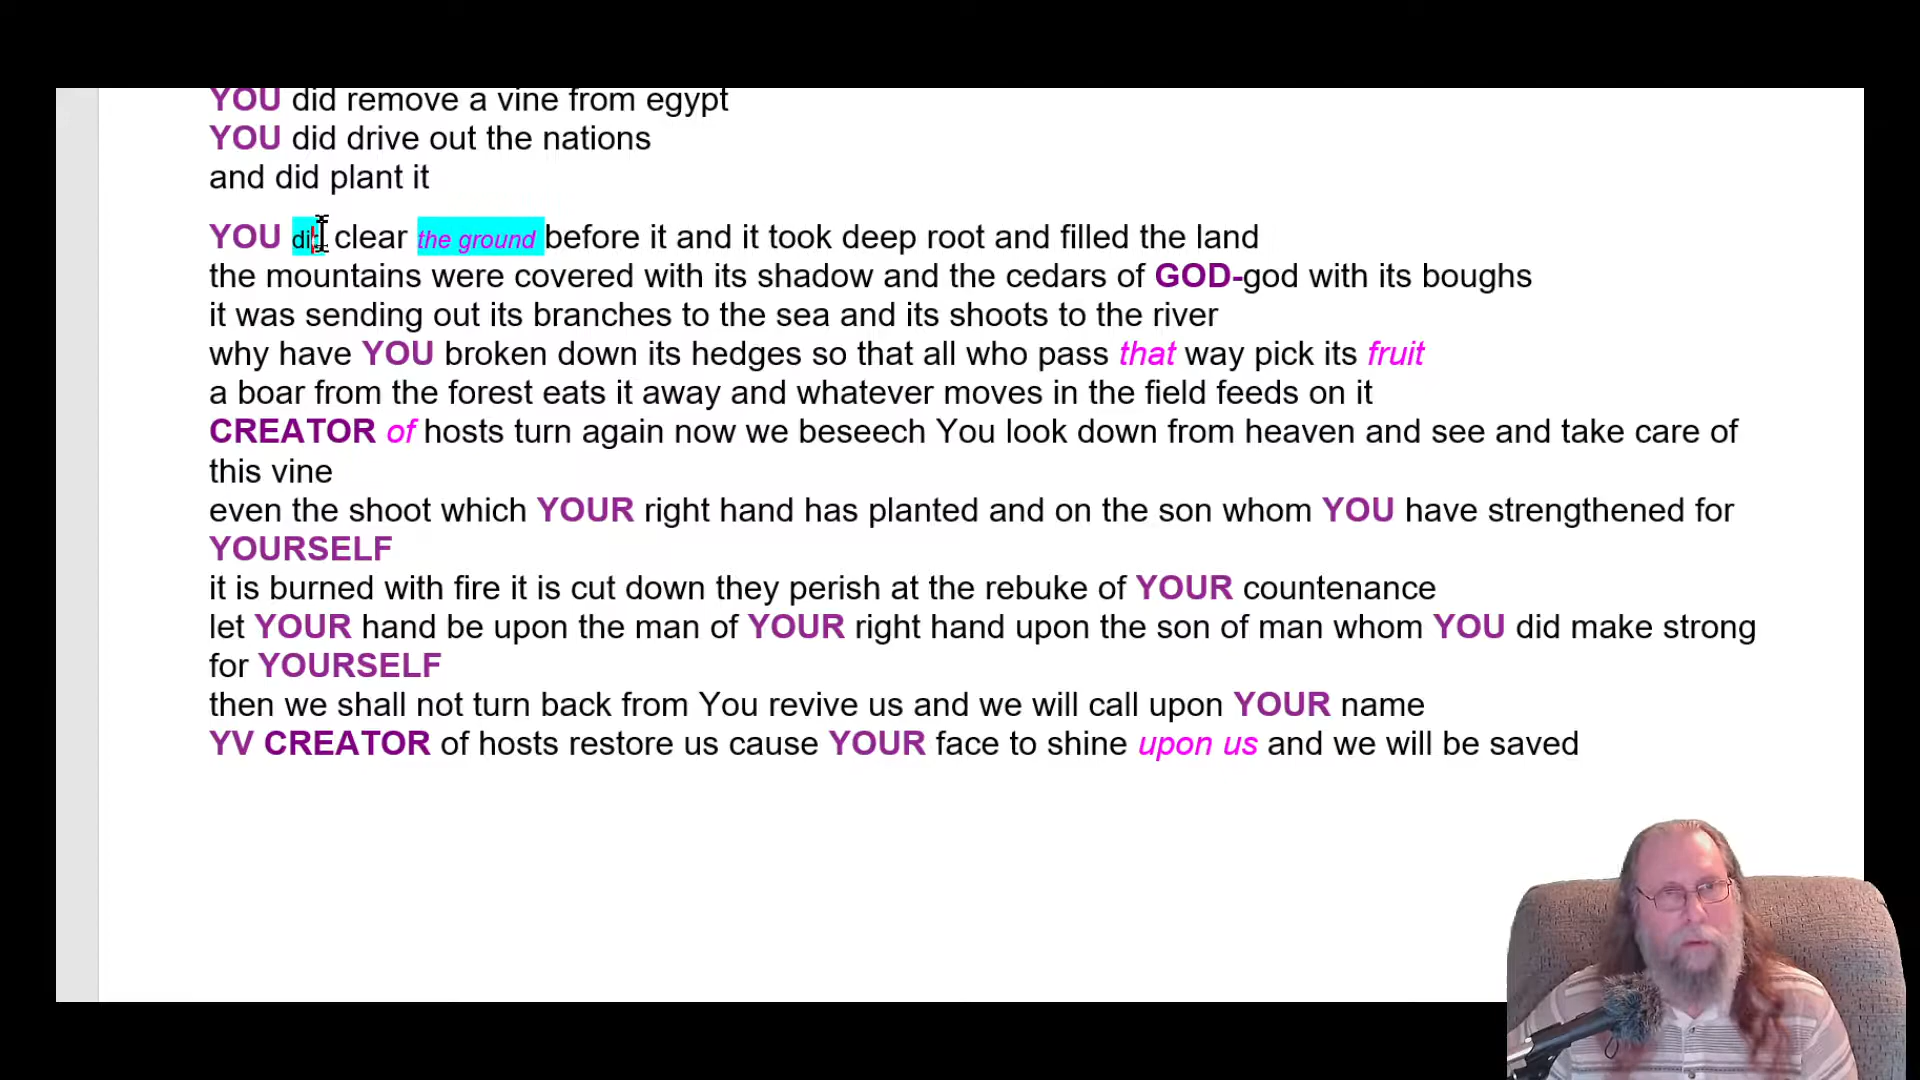 YOU did remove a vine from egypt
YOU did drive out the nations
and did plant it
YOU did clear the ground before it and it took deep root and filled the land
the mountains were covered with its shadow and the cedars of GOD-god with its boughs
it was sending out its branches to the sea and its shoots to the river
why have YOU broken down its hedges so that all who pass that way pick its fruit
a boar from the forest eats it away and whatever moves in the field feeds on it
CREATOR of hosts turn again now we beseech You look down from heaven and see and take care of
this vine
even the shoot which YOUR right hand has planted and on the son whom YOU have strengthened for
YOURSELF
it is burned with fire it is cut down they perish at the rebuke of YOUR countenance
let YOUR hand be upon the man of YOUR right hand upon the son of man whom YOU did make strong
for YOURSELF
then we shall not turn back from You revive us and we will call upon YOUR name
YV CREATOR of hosts restore us cause YOUR face to shine upon us and we will be saved